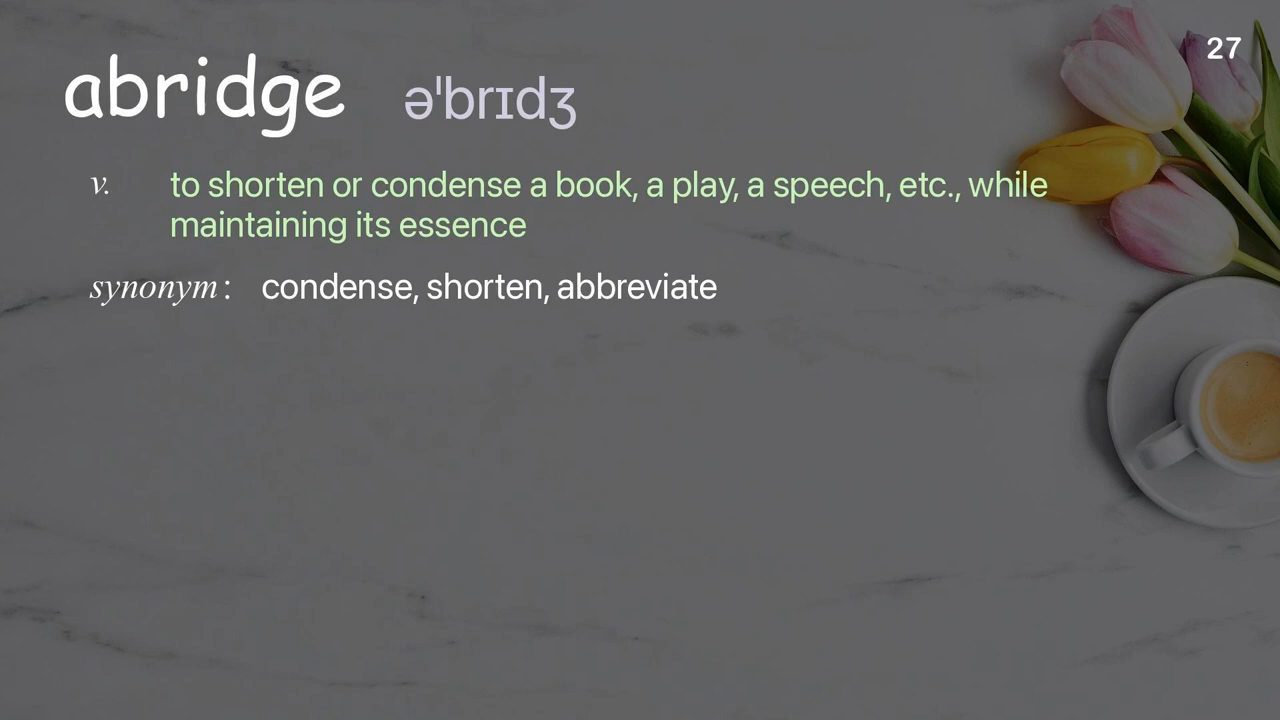 27
abridge əˈbrɪdʒ
v. to shorten or condense a book, a play, a speech, etc., while
maintaining its essence
synonym: condense, shorten, abbreviate